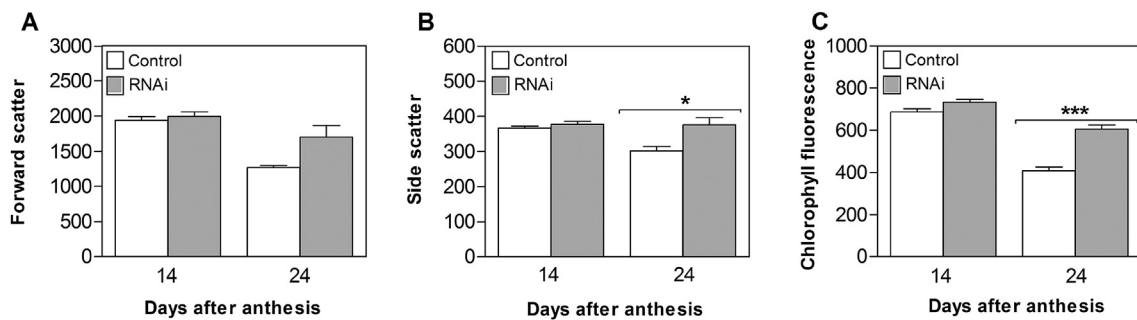 A
Forward scatter
3000
2500
2000
1500
1000
500
0
Control
RNAi
14
24
Days after anthesis
B
Side scatter
600
500
400
300
200
100
0
Control
RNAi
*
14
24
Days after anthesis
C
Chlorophyll fluorescence
1000
800
600
400
200
0
Control
RNAi
***
14
24
Days after anthesis